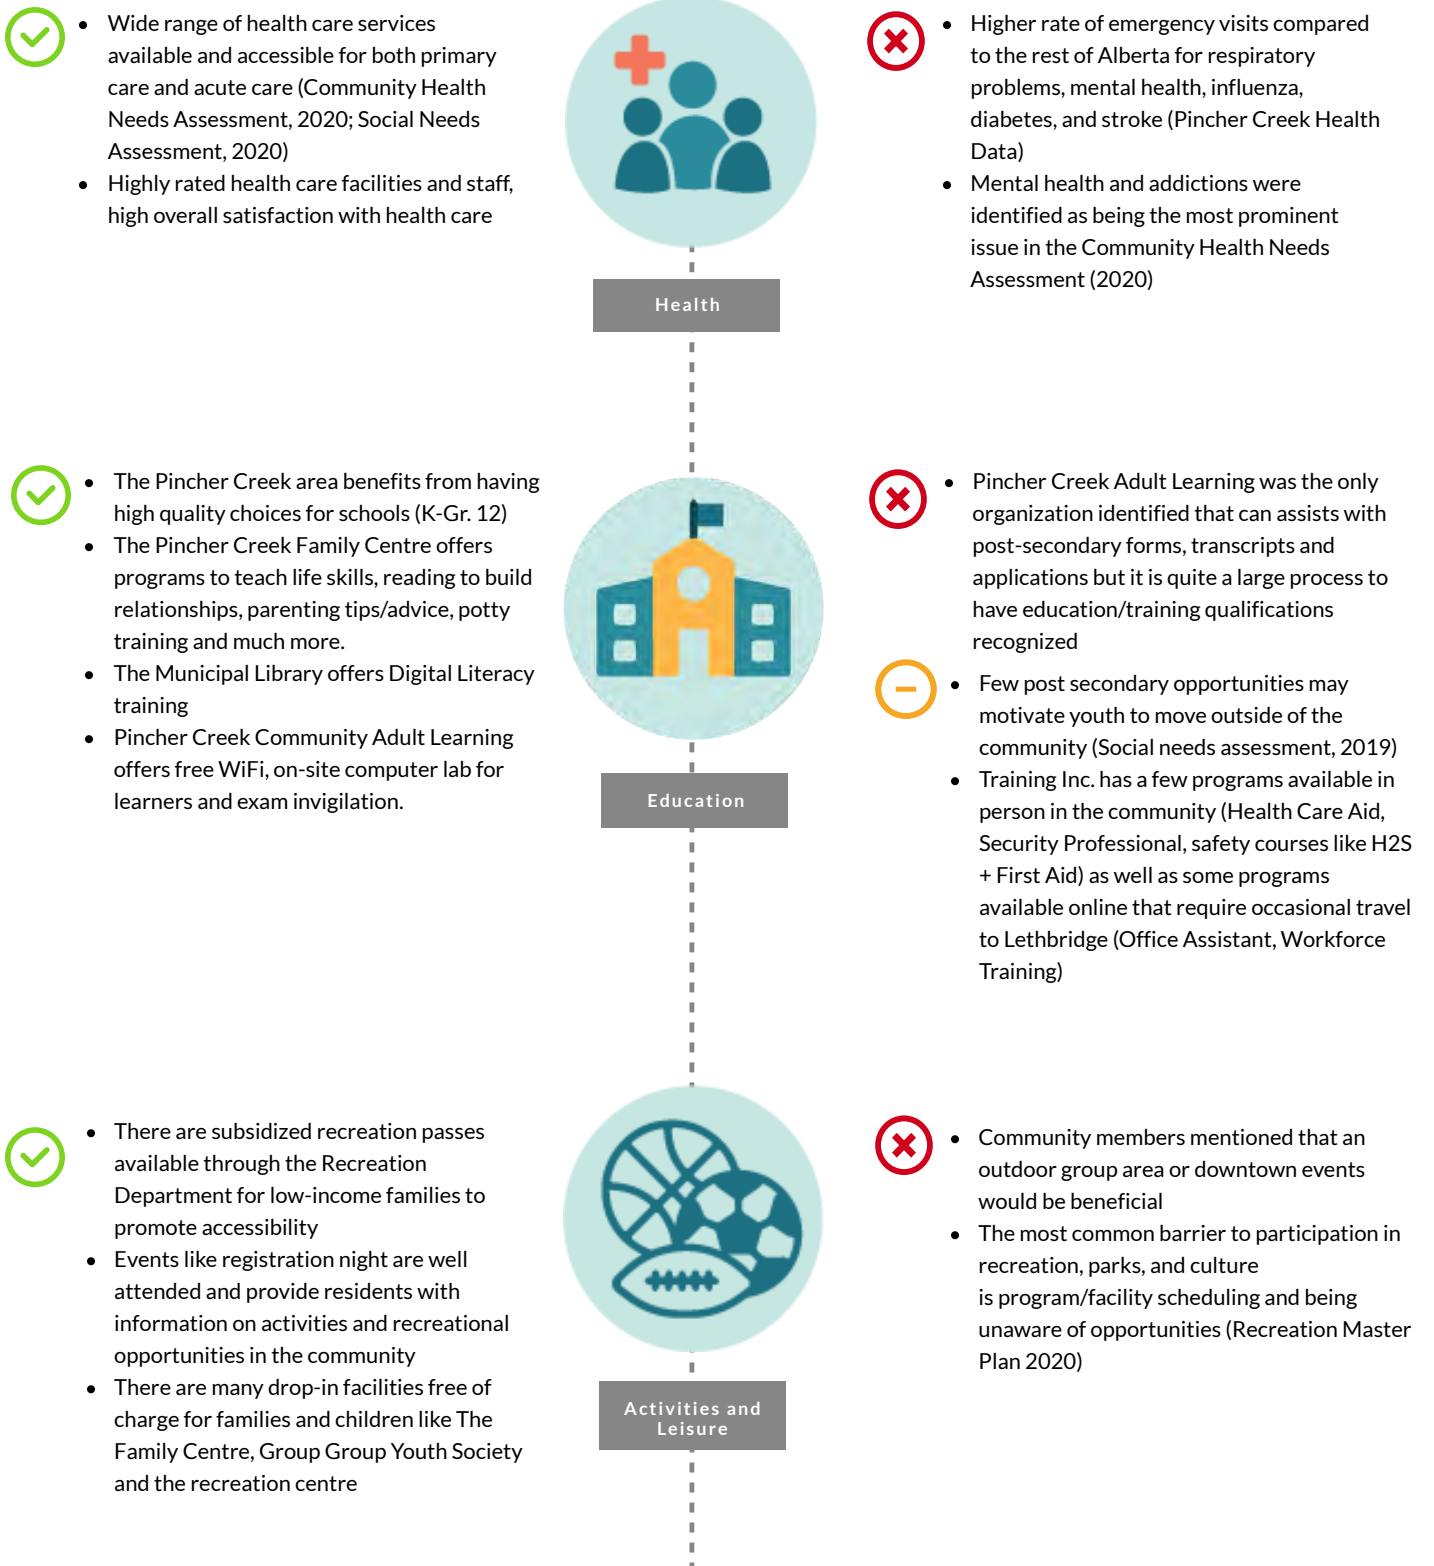 • Wide range of health care services
available and accessible for both primary
care and acute care (Community Health
Needs Assessment, 2020; Social Needs
Assessment, 2020)
• Highly rated health care facilities and staff,
high overall satisfaction with health care
Health
• Higher rate of emergency visits compared
to the rest of Alberta for respiratory
problems, mental health, influenza,
diabetes, and stroke (Pincher Creek Health
Data)
• Mental health and addictions were
identified as being the most prominent
issue in the Community Health Needs
Assessment (2020)
• The Pincher Creek area benefits from having
high quality choices for schools (K-Gr. 12)
• The Pincher Creek Family Centre offers
programs to teach life skills, reading to build
relationships, parenting tips/advice, potty
training and much more.
• The Municipal Library offers Digital Literacy
training
• Pincher Creek Community Adult Learning
offers free WiFi, on-site computer lab for
learners and exam invigilation.
Education
• Pincher Creek Adult Learning was the only
organization identified that can assists with
post-secondary forms, transcripts and
applications but it is quite a large process to
have education/training qualifications
recognized
• Few post secondary opportunities may
motivate youth to move outside of the
community (Social needs assessment, 2019)
• Training Inc. has a few programs available in
person in the community (Health Care Aid,
Security Professional, safety courses like H2S
+ First Aid) as well as some programs
available online that require occasional travel
to Lethbridge (Office Assistant, Workforce
Training)
• There are subsidized recreation passes
available through the Recreation
Department for low-income families to
promote accessibility
• Events like registration night are well
attended and provide residents with
information on activities and recreational
opportunities in the community
• There are many drop-in facilities free of
charge for families and children like The
Family Centre, Group Group Youth Society
and the recreation centre
Activities and
Leisure
• Community members mentioned that an
outdoor group area or downtown events
would be beneficial
• The most common barrier to participation in
recreation, parks, and culture
is program/facility scheduling and being
unaware of opportunities (Recreation Master
Plan 2020)